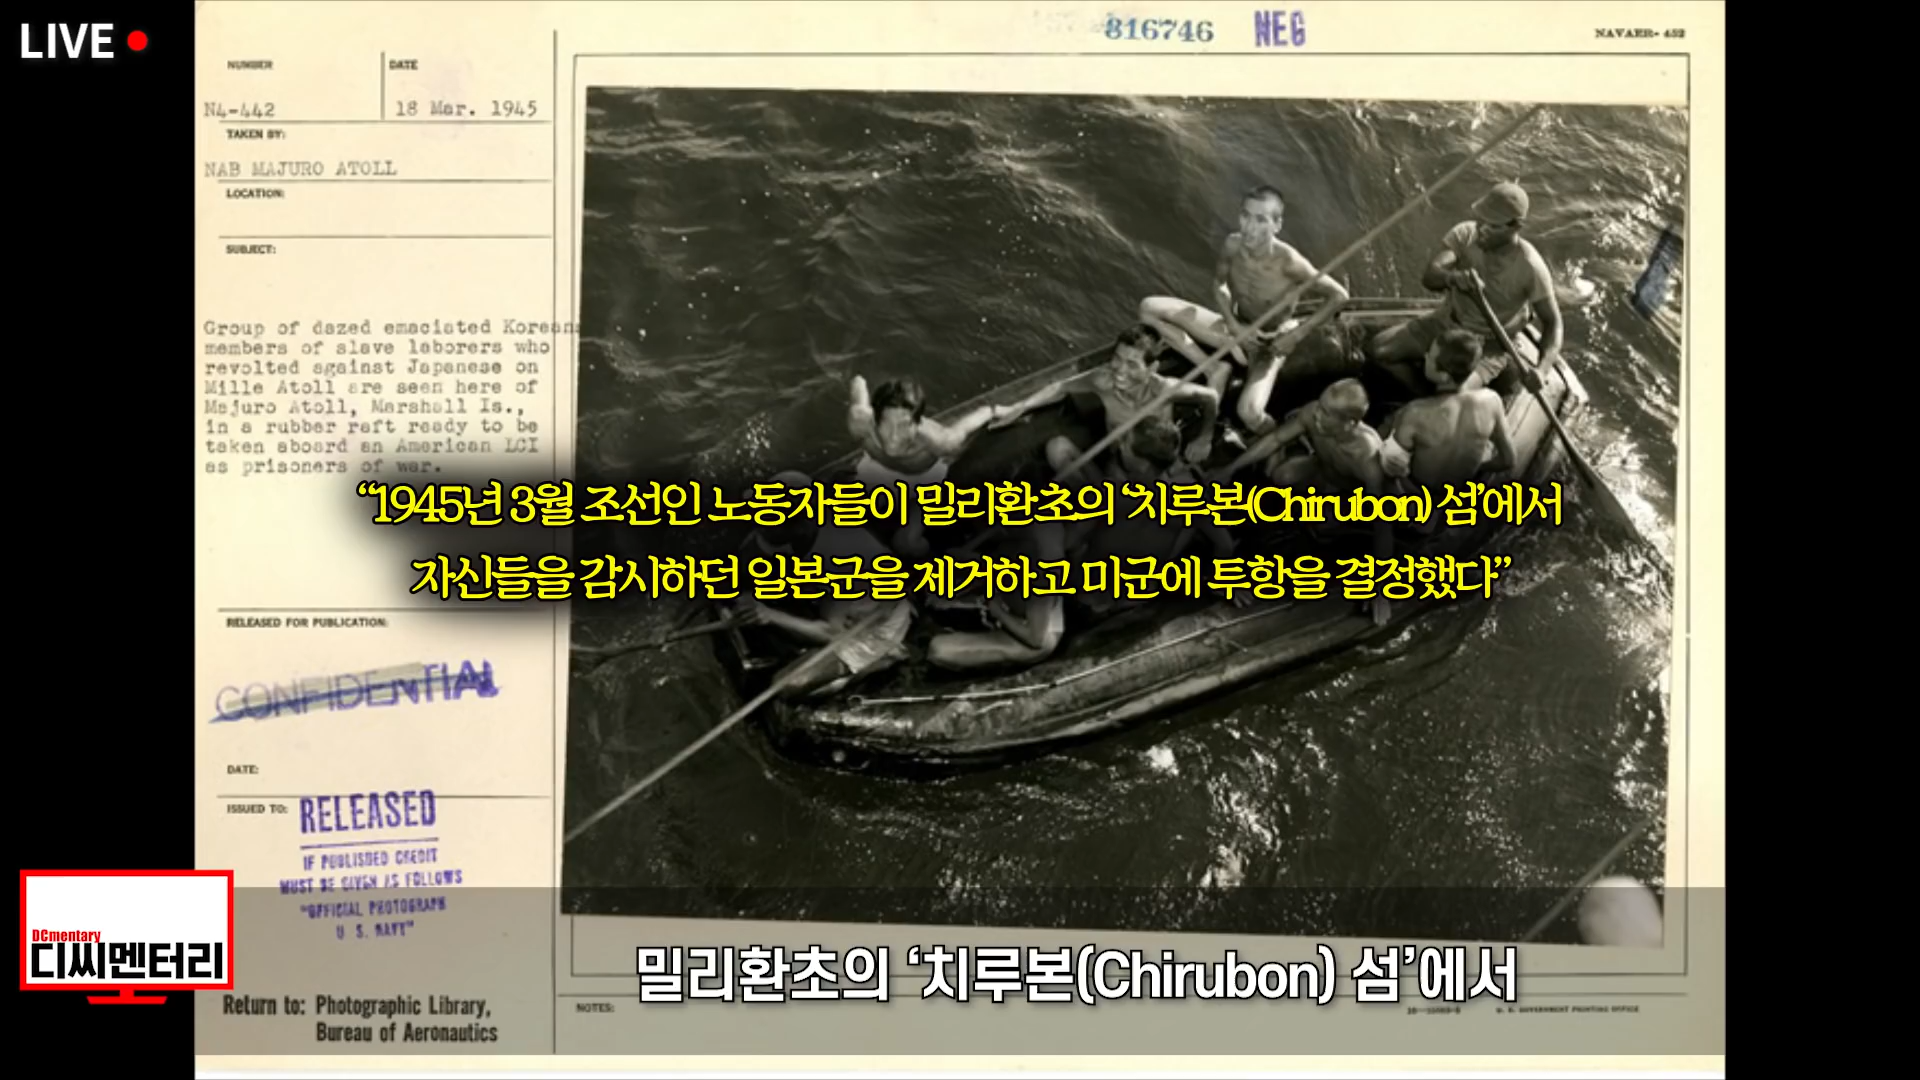 LIVE
816746 NEG
NAVAER- 452
NUMBER
DATE
N4-442
18 Mar. 1945
TAKEN BY:
NAB MAJURO ATOLL
LOCATION:
SUBJECT:
Group of dazed emaciated Korean
members of slave laborers who
revolted against Japanese on
Mille Atoll are seen here of
Majuro Atoll, Marshall Is.,
in a rubber raft ready to be
taken aboard an American LCI
as prisoners of war.
“1945년 3월 조선인 노동자들이 밀리환초의 ‘치루본(Chirubon) 섬’에서
자신들을 감시하던 일본군을 제거하고 미군에 투항을 결정했다”
RELEASED FOR PUBLICATION:
CONFIDENTIAL
DATE:
ISSUED TO:
RELEASED
IF PUBLISHED CREDIT
MUST BE GIVEN AS FOLLOWS
"OFFICIAL PHOTOGRAPH
U. S. NAVY"
DCmentary
디씨멘터리
밀리환초의 ‘치루본(Chirubon) 섬’에서
Return to: Photographic Library,
Bureau of Aeronautics
NOTES:
U. S. GOVERNMENT PRINTING OFFICE